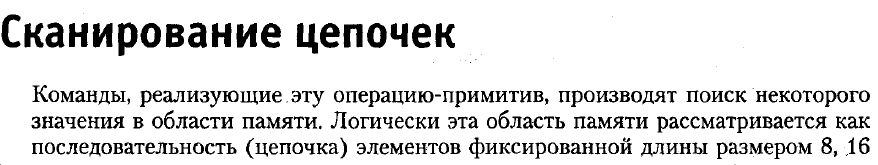 Сканирование цепочек
Команды, реализующие эту операцию-примитив, производят поиск некоторого
значения в области памяти. Логически эта область памяти рассматривается как
последовательность (цепочка) элементов фиксированной длины размером 8, 16